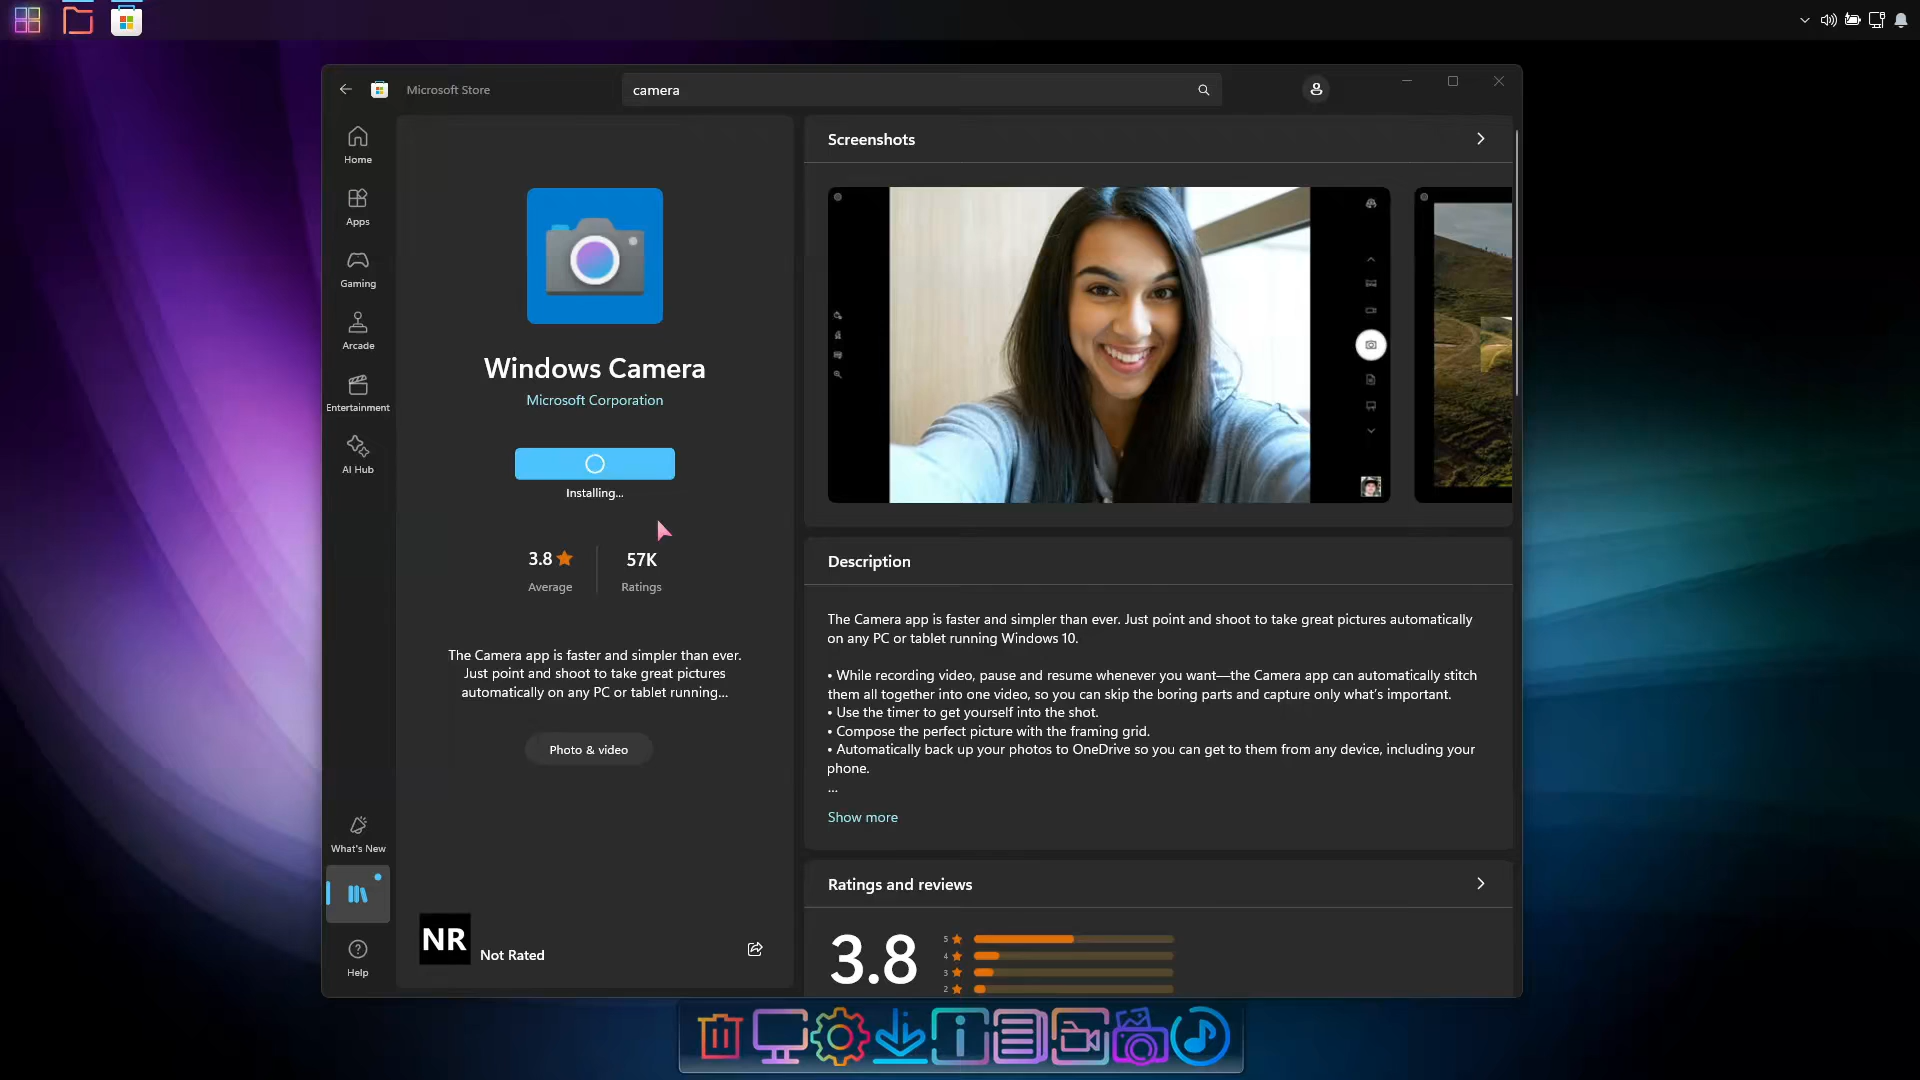 Microsoft Store
camera
Home
Apps
Gaming
Arcade
Entertainment
AI Hub
What's New
Help
Windows Camera
Microsoft Corporation
Installing...
3.8
Average
57K
Ratings
The Camera app is faster and simpler than ever.
Just point and shoot to take great pictures
automatically on any PC or tablet running...
Photo & video
NR
Not Rated
Screenshots
Description
The Camera app is faster and simpler than ever. Just point and shoot to take great pictures automatically
on any PC or tablet running Windows 10.
• While recording video, pause and resume whenever you want—the Camera app can automatically stitch
them all together into one video, so you can skip the boring parts and capture only what's important.
• Use the timer to get yourself into the shot.
• Compose the perfect picture with the framing grid.
• Automatically back up your photos to OneDrive so you can get to them from any device, including your
phone.
...
Show more
Ratings and reviews
3.8
5
4
3
2